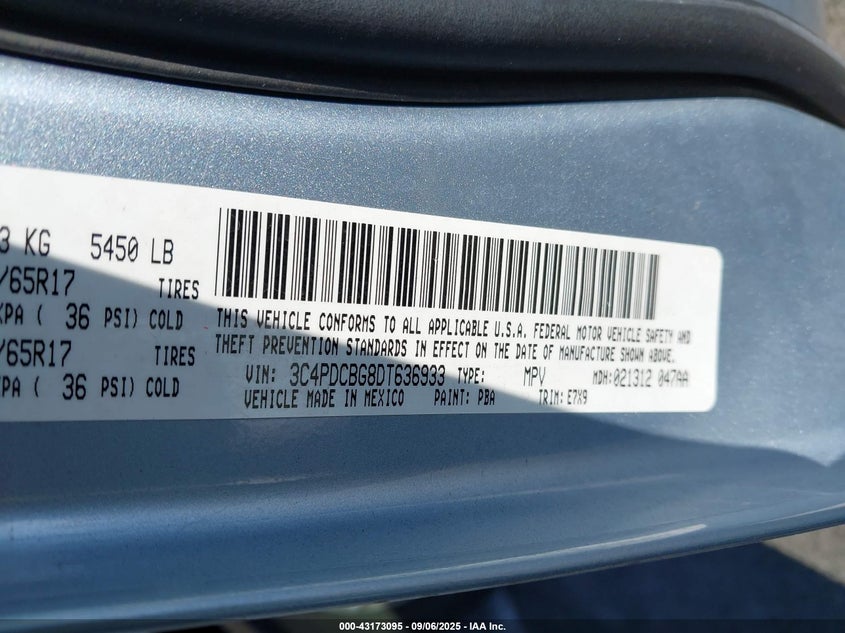 3 KG 5450 LB
/65R17 TIRES
KPA ( 36 PSI) COLD
/65R17 TIRES
KPA ( 36 PSI) COLD
THIS VEHICLE CONFORMS TO ALL APPLICABLE U.S.A. FEDERAL MOTOR VEHICLE SAFETY AND
THEFT PREVENTION STANDARDS IN EFFECT ON THE DATE OF MANUFACTURE SHOWN ABOVE.
VIN: 3C4PDCBG8DT636933 TYPE: MPV MDH:021312 047AA
VEHICLE MADE IN MEXICO PAINT: PBA TRIM: E7X9
000-43173095 - 09/06/2025 - IAA Inc.